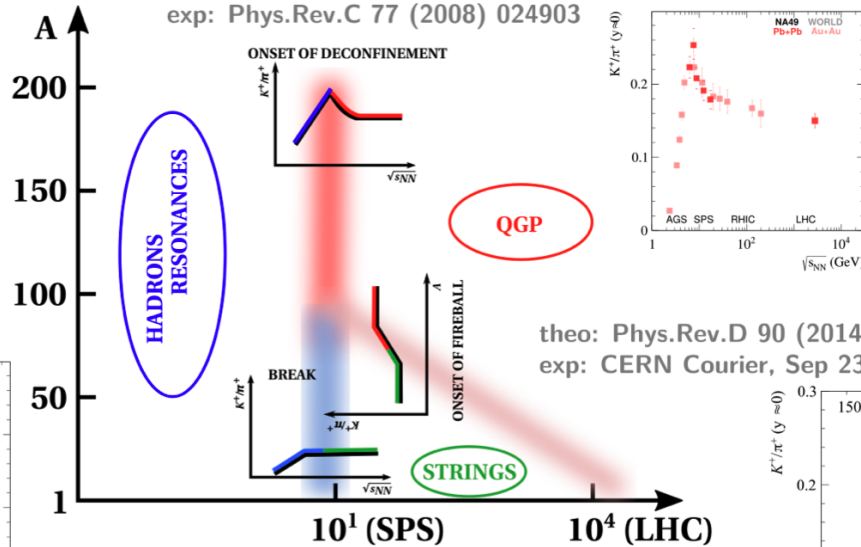 exp: Phys.Rev.C 77 (2008) 024903
A
200
150
100
50
1
10¹ (SPS)
10⁴ (LHC)
HADRONS
RESONANCES
ONSET OF DECONFINEMENT
K⁺/π⁺
√sNN
QGP
A
ONSET OF FIREBALL
K⁺/π⁺
BREAK
K⁺/π⁺
√sNN
STRINGS
K⁺/π⁺ (y≈0)
NA49 WORLD
Pb+Pb Au+Au
0.2
0.1
0
AGS SPS RHIC LHC
1 10 10² 10⁴
√sNN (GeV)
theo: Phys.Rev.D 90 (2014
exp: CERN Courier, Sep 23
K⁺/π⁺ (y ≈0)
0.3
150
0.2